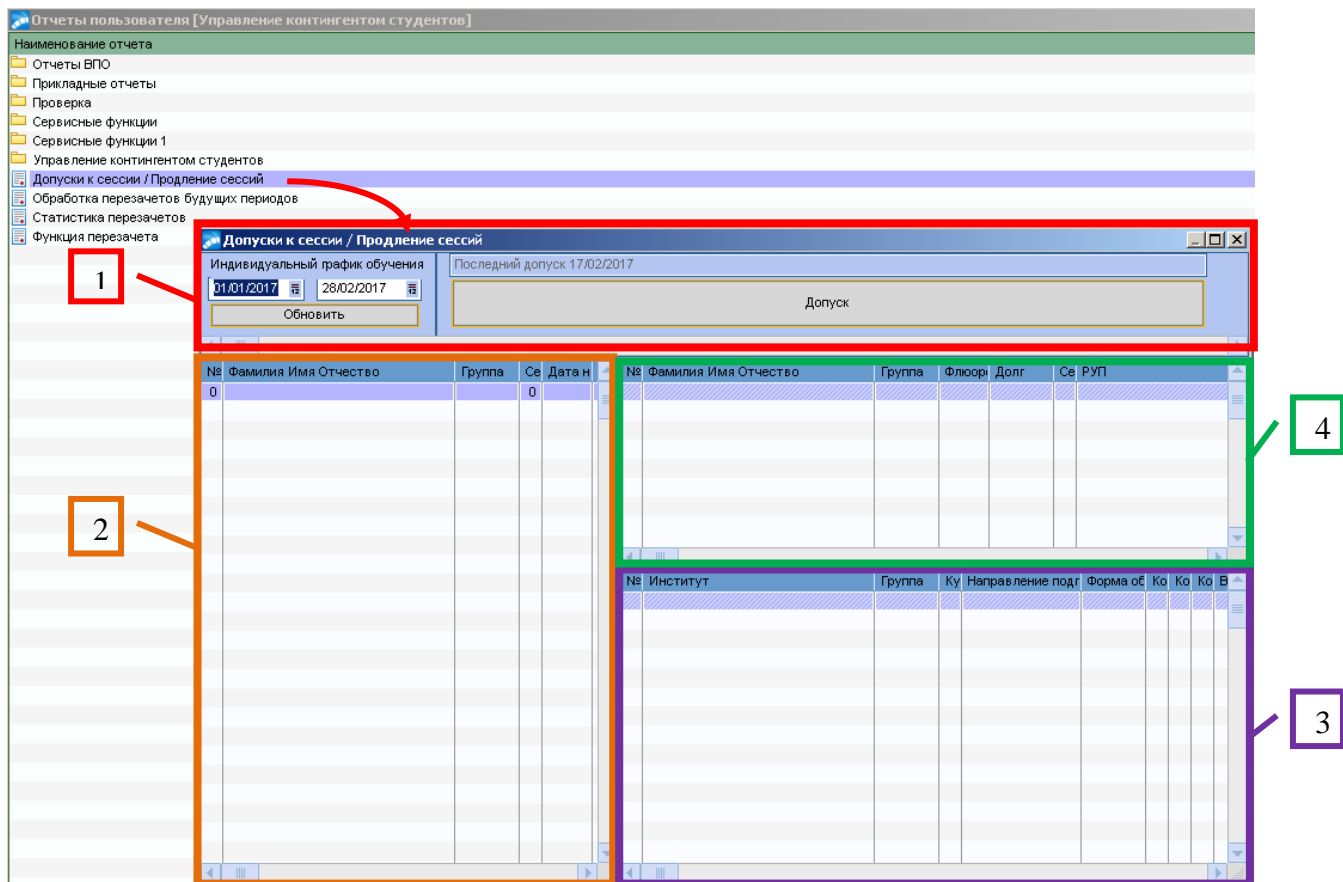 Отчеты пользователя [Управление контингентом студентов]
Наименование отчета
Отчеты ВПО
Прикладные отчеты
Проверка
Сервисные функции
Сервисные функции 1
Управление контингентом студентов
Допуски к сессии / Продление сессий
Обработка перезачетов будущих периодов
Статистика перезачетов
Функция перезачета
1
Допуски к сессии / Продление сессий
Индивидуальный график обучения
Последний допуск 17/02/2017
01/01/2017 28/02/2017
Допуск
Обновить
2
№ Фамилия Имя Отчество Группа Се Дата н
0 0
№ Фамилия Имя Отчество Группа Флюор Долг Се РУП
4
№ Институт Группа Ку Направление подг Форма об Ко Ко Ко В
3